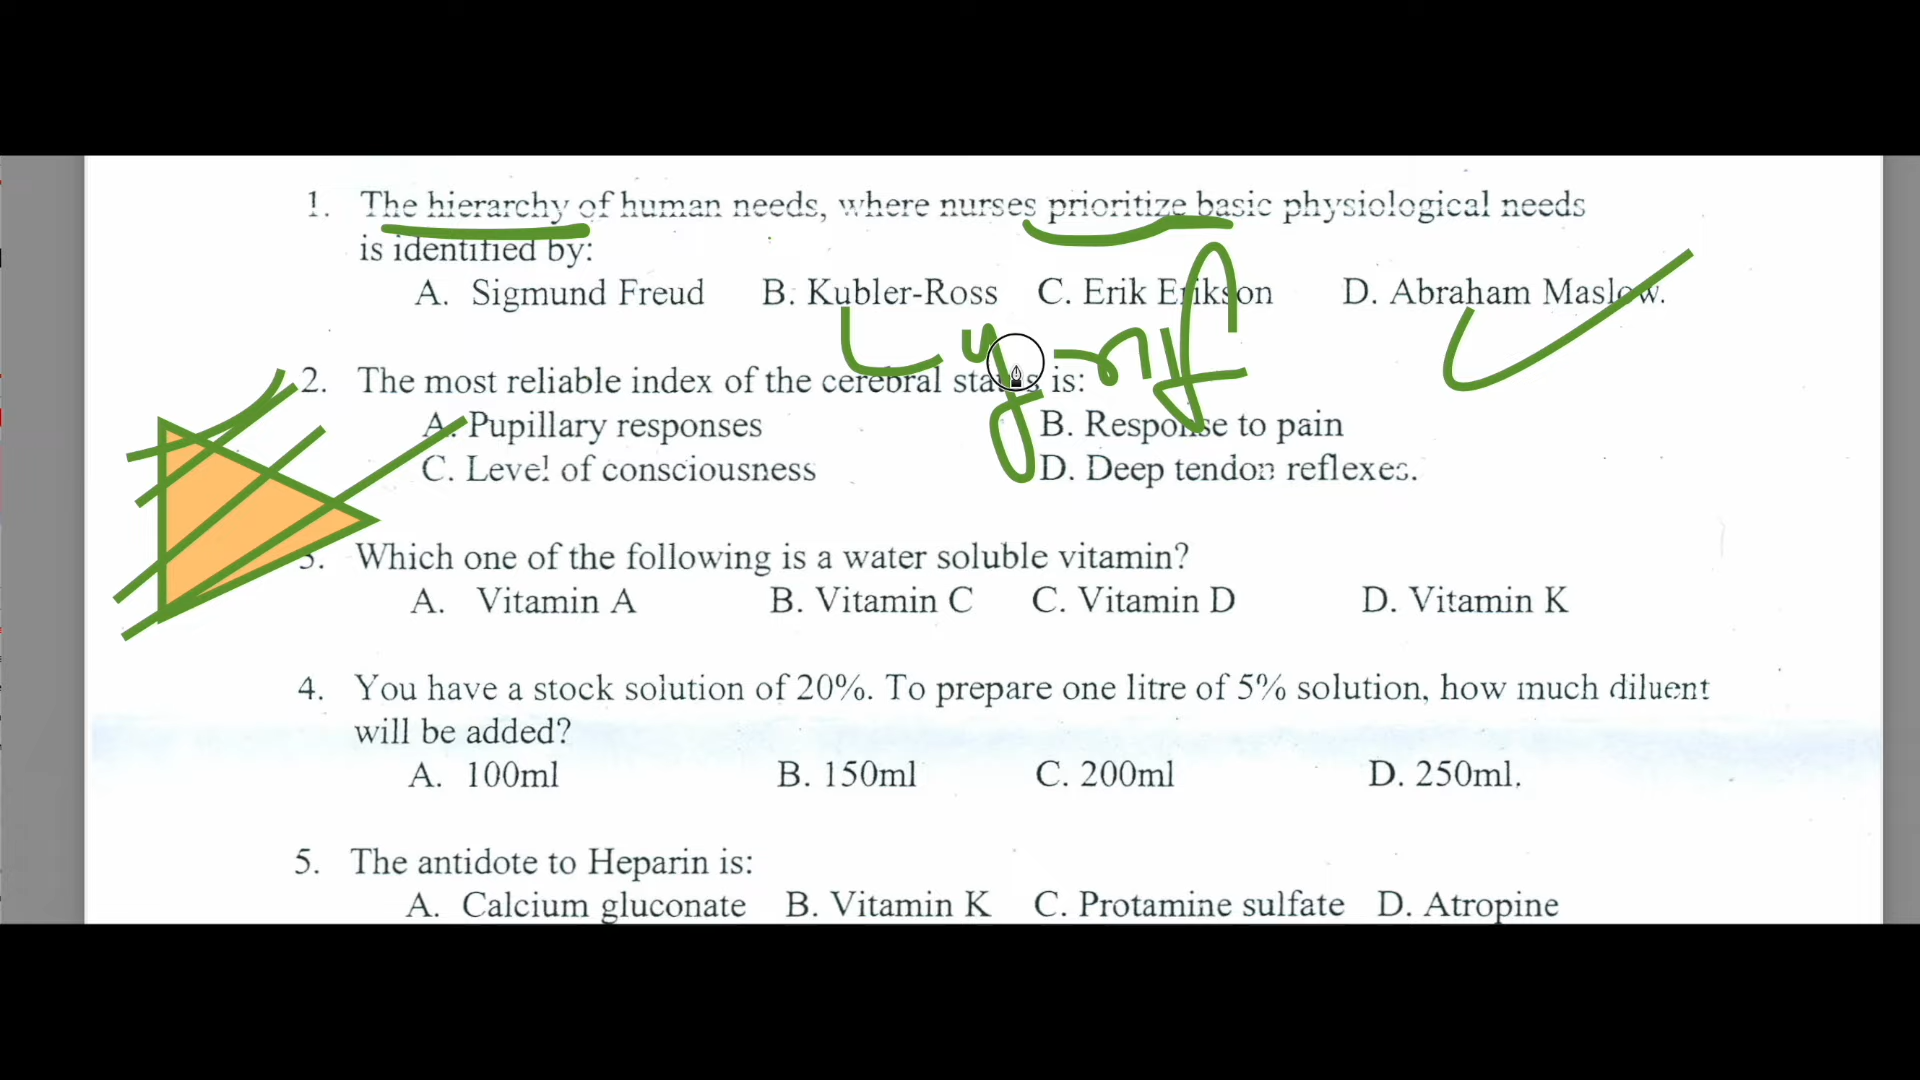 1. The hierarchy of human needs, where nurses prioritize basic physiological needs
is identified by:
A. Sigmund Freud B. Kubler-Ross C. Erik Erikson D. Abraham Maslow.
2. The most reliable index of the cerebral status is:
A. Pupillary responses B. Response to pain
C. Level of consciousness D. Deep tendon reflexes.
3. Which one of the following is a water soluble vitamin?
A. Vitamin A B. Vitamin C C. Vitamin D D. Vitamin K
4. You have a stock solution of 20%. To prepare one litre of 5% solution, how much diluent
will be added?
A. 100ml B. 150ml C. 200ml D. 250ml.
5. The antidote to Heparin is:
A. Calcium gluconate B. Vitamin K C. Protamine sulfate D. Atropine